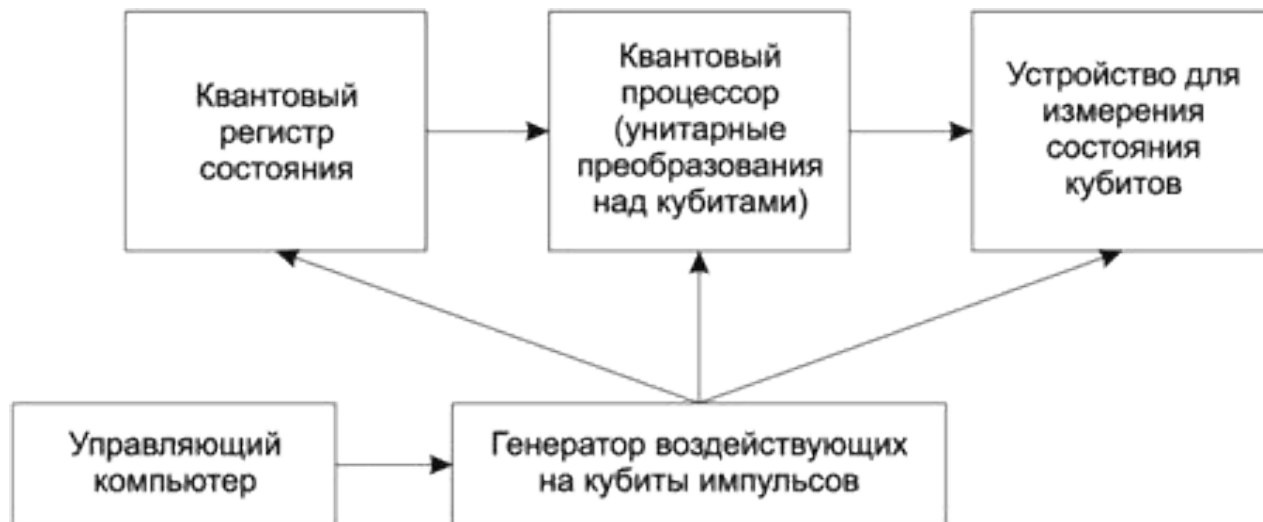 Квантовый
регистр
состояния
Квантовый
процессор
(унитарные
преобразования
над кубитами)
Устройство для
измерения
состояния
кубитов
Управляющий
компьютер
Генератор воздействующих
на кубиты импульсов